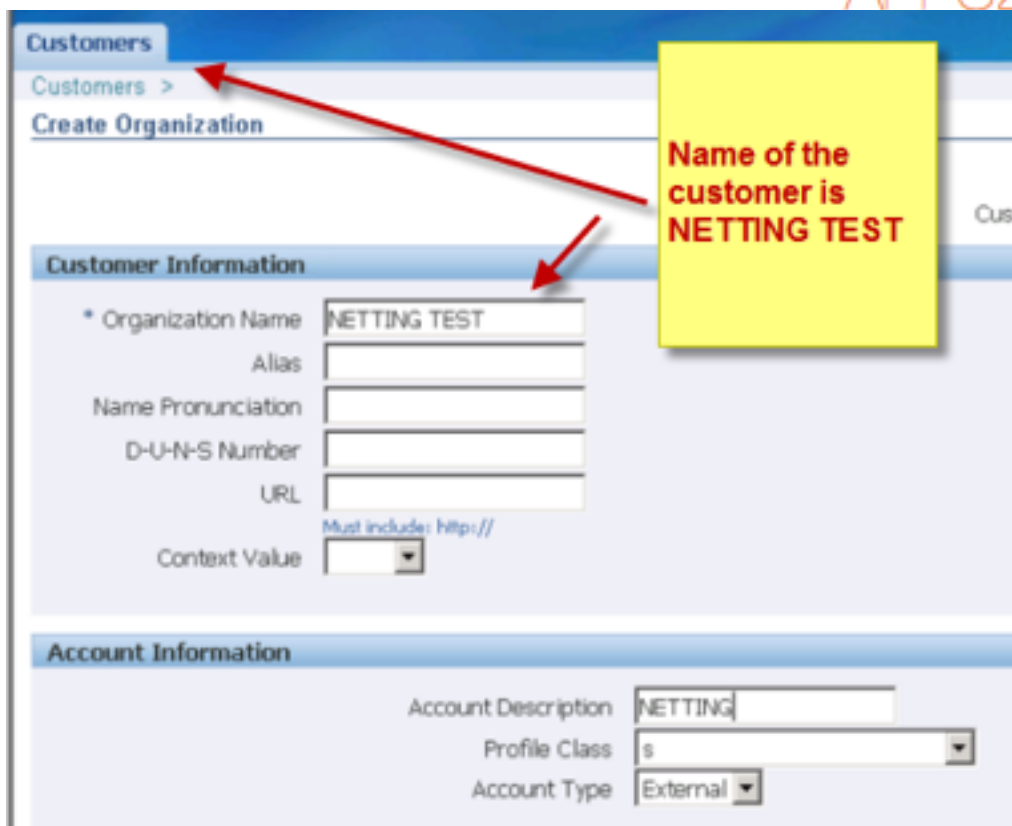 Customers
Customers >
Create Organization
Name of the
customer is
NETTING TEST
Cus
Customer Information
* Organization Name NETTING TEST
Alias
Name Pronunciation
D-U-N-S Number
URL
Must include: http://
Context Value
Account Information
Account Description NETTING
Profile Class s
Account Type External